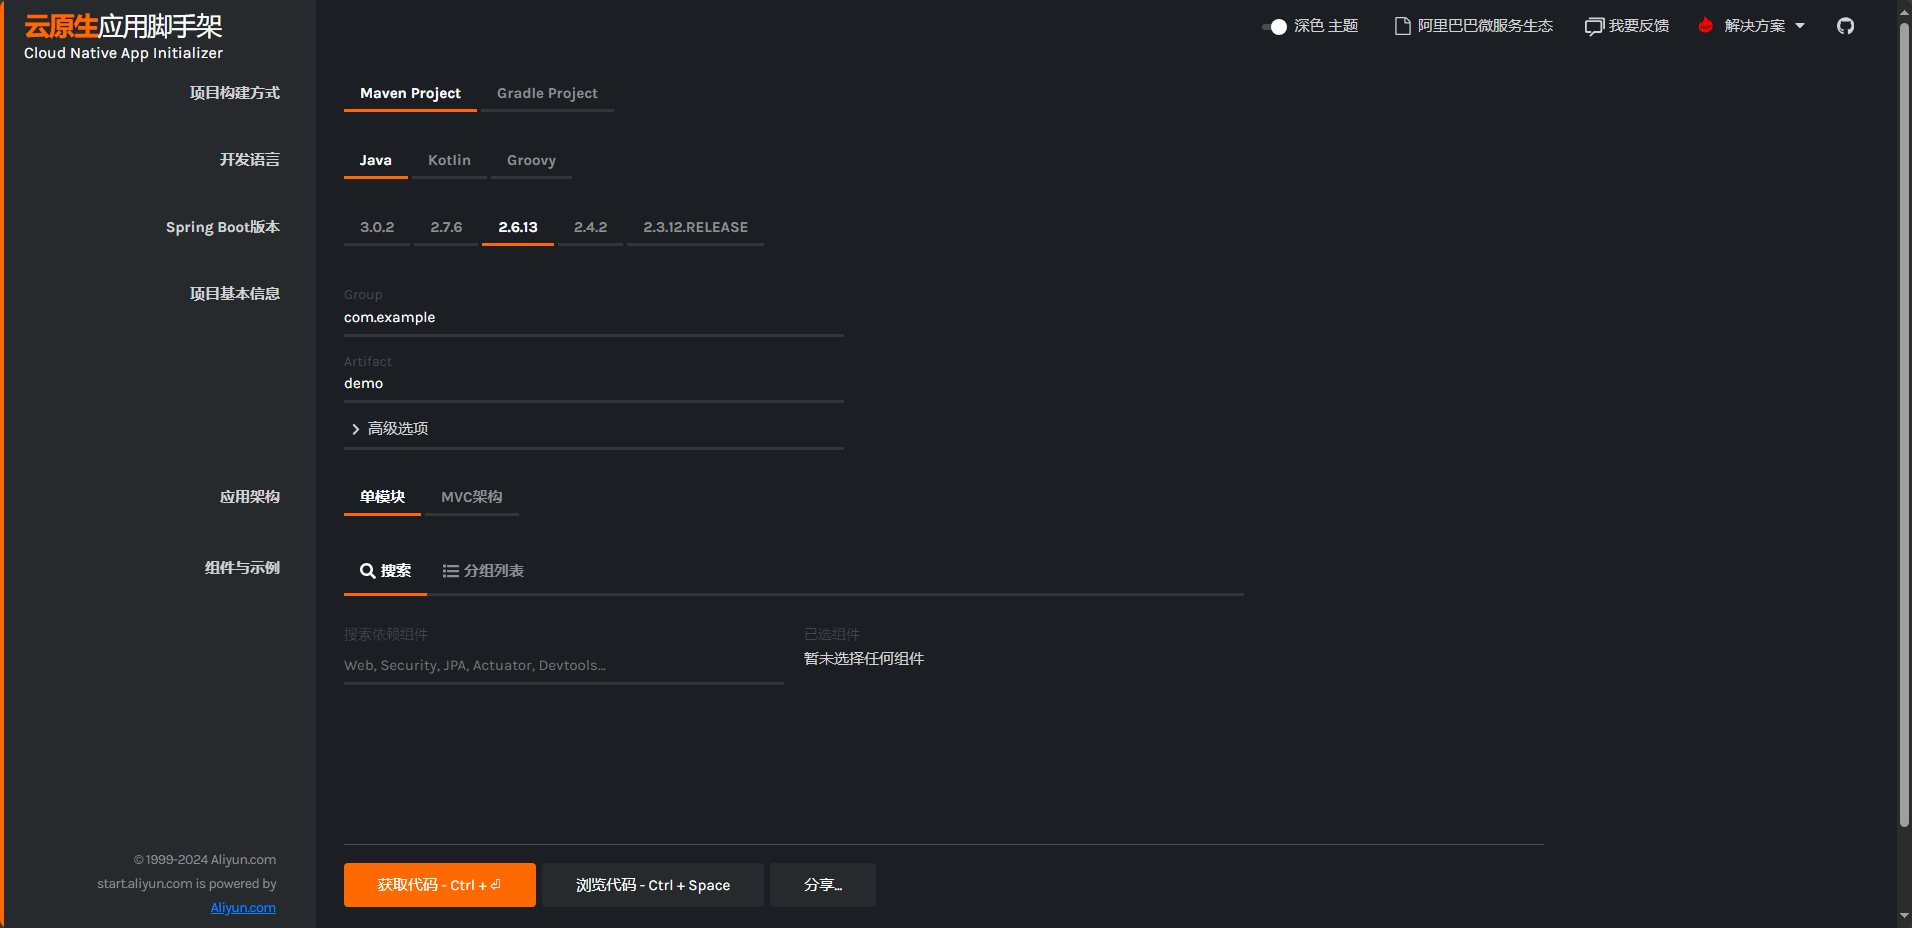 云原生应用脚手架
Cloud Native App Initializer
深色 主题
阿里巴巴微服务生态
我要反馈
解决方案
项目构建方式
Maven Project
Gradle Project
开发语言
Java
Kotlin
Groovy
Spring Boot版本
3.0.2
2.7.6
2.6.13
2.4.2
2.3.12.RELEASE
项目基本信息
Group
com.example
Artifact
demo
高级选项
应用架构
单模块
MVC架构
组件与示例
搜索
分组列表
搜索依赖组件
Web, Security, JPA, Actuator, Devtools...
已选组件
暂未选择任何组件
© 1999-2024 Aliyun.com
start.aliyun.com is powered by
Aliyun.com
获取代码 - Ctrl + ⏎
浏览代码 - Ctrl + Space
分享...